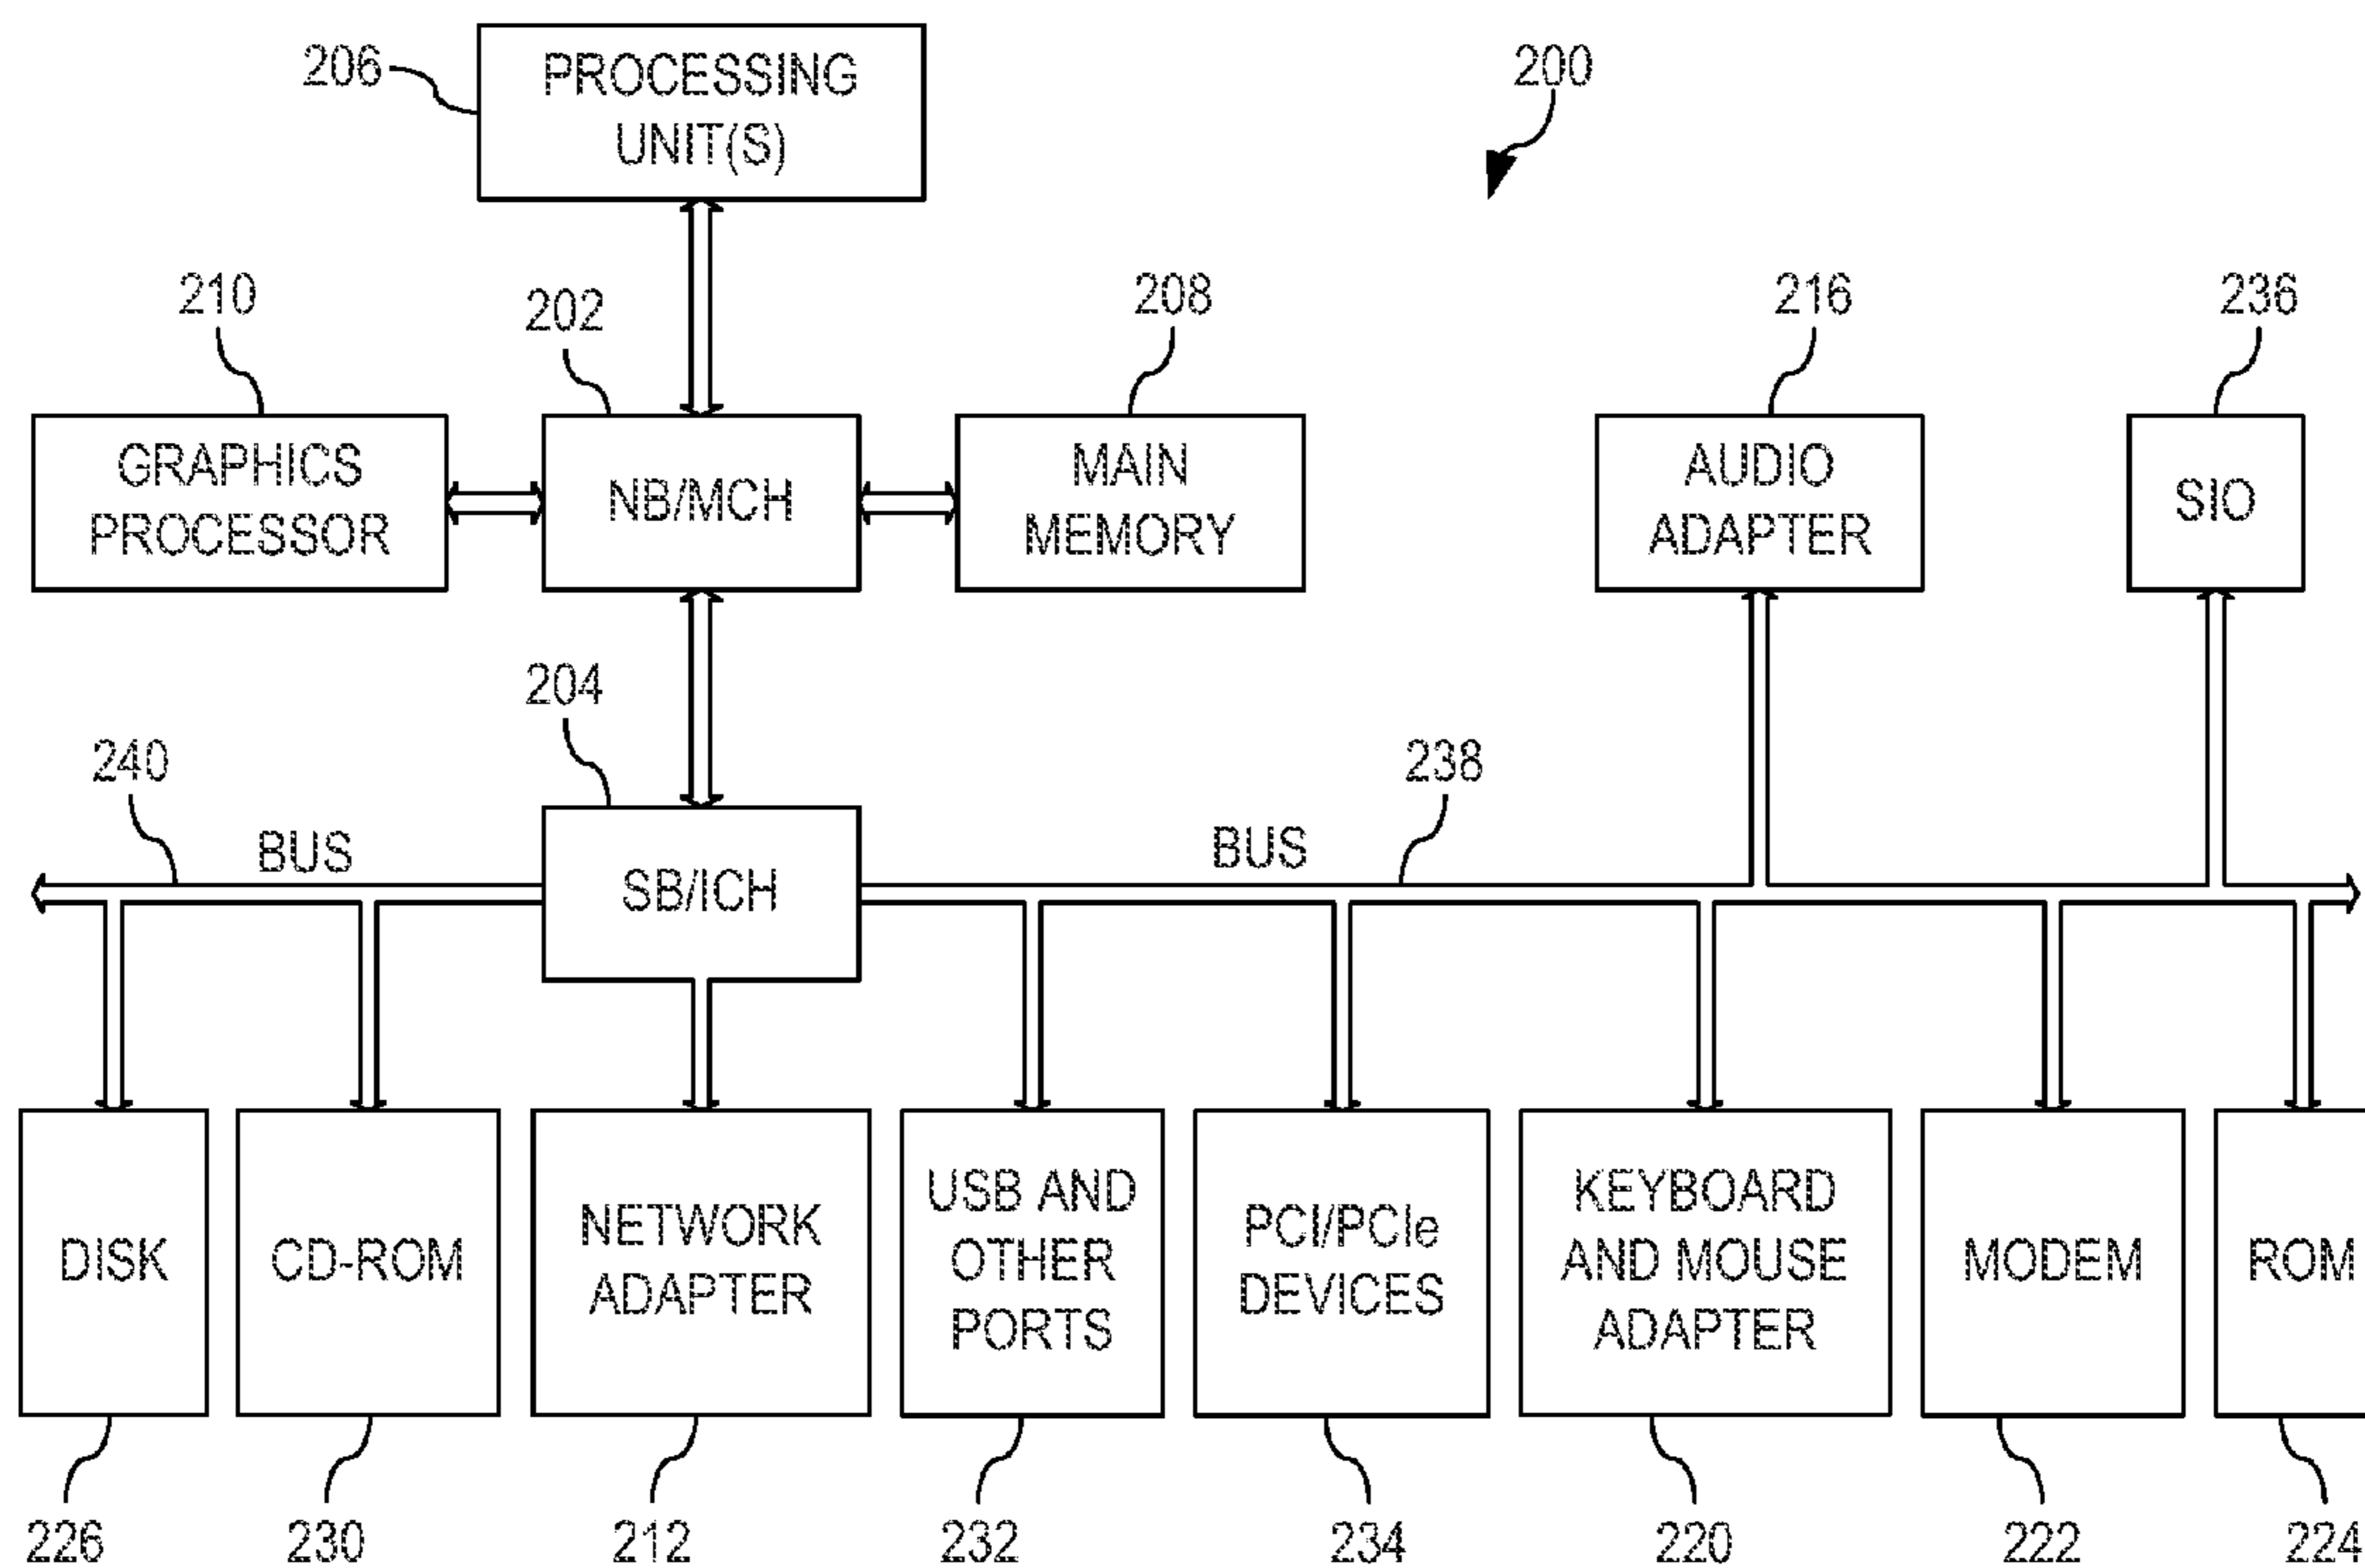 206
PROCESSING
UNIT(S)
200
210
202
208
216
236
GRAPHICS
PROCESSOR
NB/MCH
MAIN
MEMORY
AUDIO
ADAPTER
SIO
204
240
238
BUS
BUS
SB/ICH
DISK
CD-ROM
NETWORK
ADAPTER
USB AND
OTHER
PORTS
PCI/PCIe
DEVICES
KEYBOARD
AND MOUSE
ADAPTER
MODEM
ROM
226
230
212
232
234
220
222
224